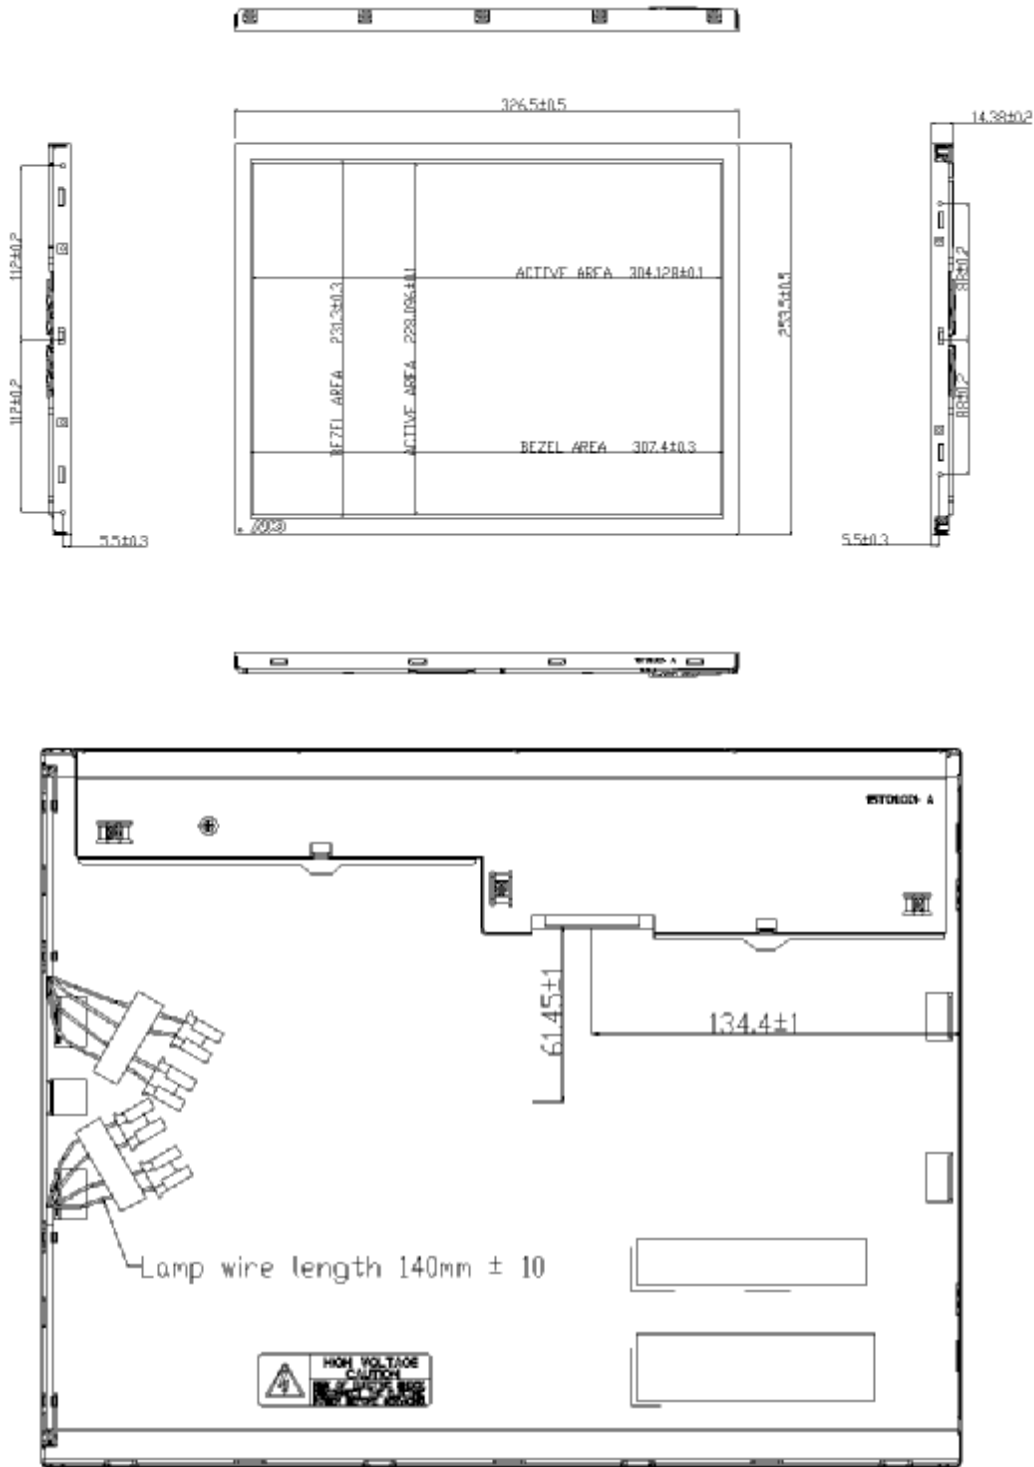 326.5±0.5
14.38±0.2
112±0.2
ACTIVE AREA 304.128±0.1
BEZEL AREA 231.3±0.3
ACTIVE AREA 228.096±0.1
253.5±0.5
88±0.2
112±0.2
88±0.2
BEZEL AREA 307.4±0.3
AUO
5.5±0.3
5.5±0.3
61.45±1
134.4±1
Lamp wire length 140mm ± 10
HIGH VOLTAGE
CAUTION